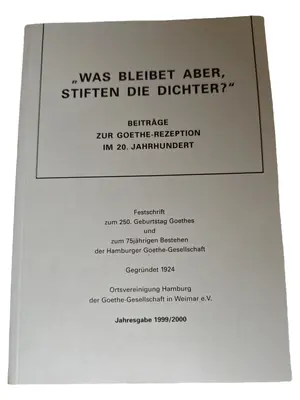 „WAS BLEIBET ABER,
STIFTEN DIE DICHTER?“
BEITRÄGE
ZUR GOETHE-REZEPTION
IM 20. JAHRHUNDERT
Festschrift
zum 250. Geburtstag Goethes
und
zum 75jährigen Bestehen
der Hamburger Goethe-Gesellschaft
Gegründet 1924
Ortsvereinigung Hamburg
der Goethe-Gesellschaft in Weimar e.V.
Jahresgabe 1999/2000